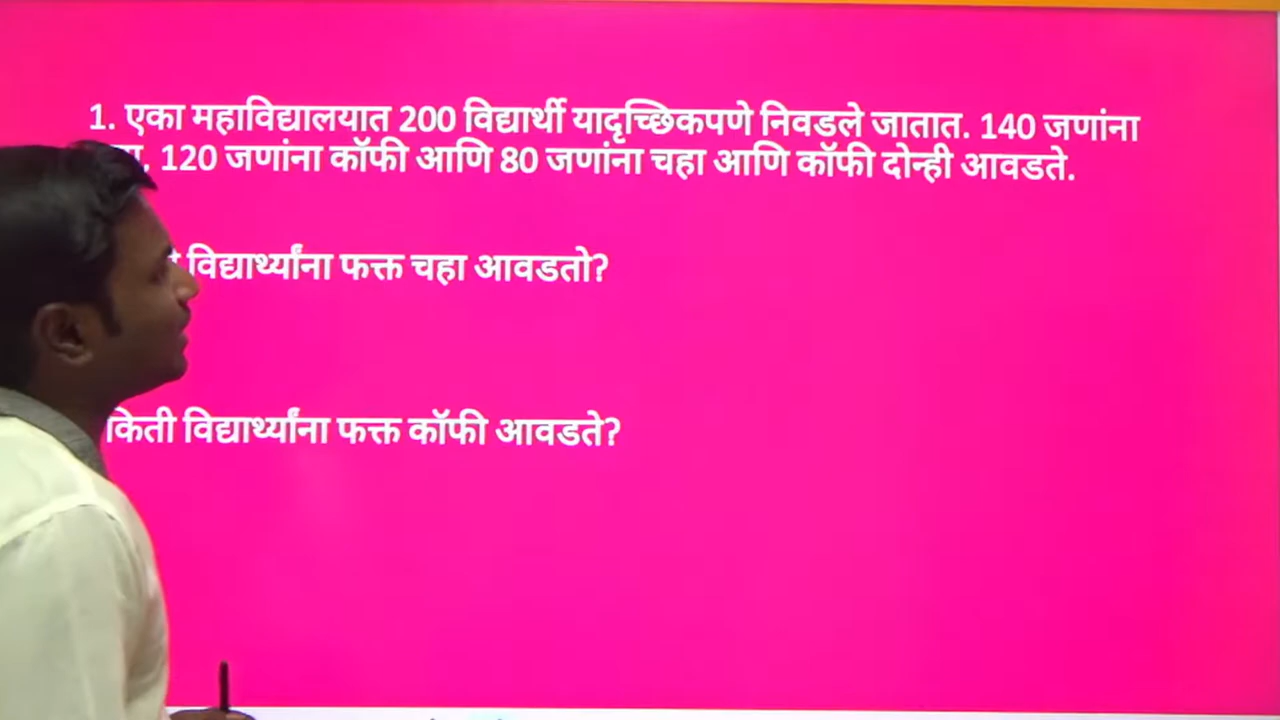 1. एका महाविद्यालयात 200 विद्यार्थी यादृच्छिकपणे निवडले जातात. 140 जणांना
120 जणांना कॉफी आणि 80 जणांना चहा आणि कॉफी दोन्ही आवडते.
विद्यार्थ्यांना फक्त चहा आवडतो?
किती विद्यार्थ्यांना फक्त कॉफी आवडते?